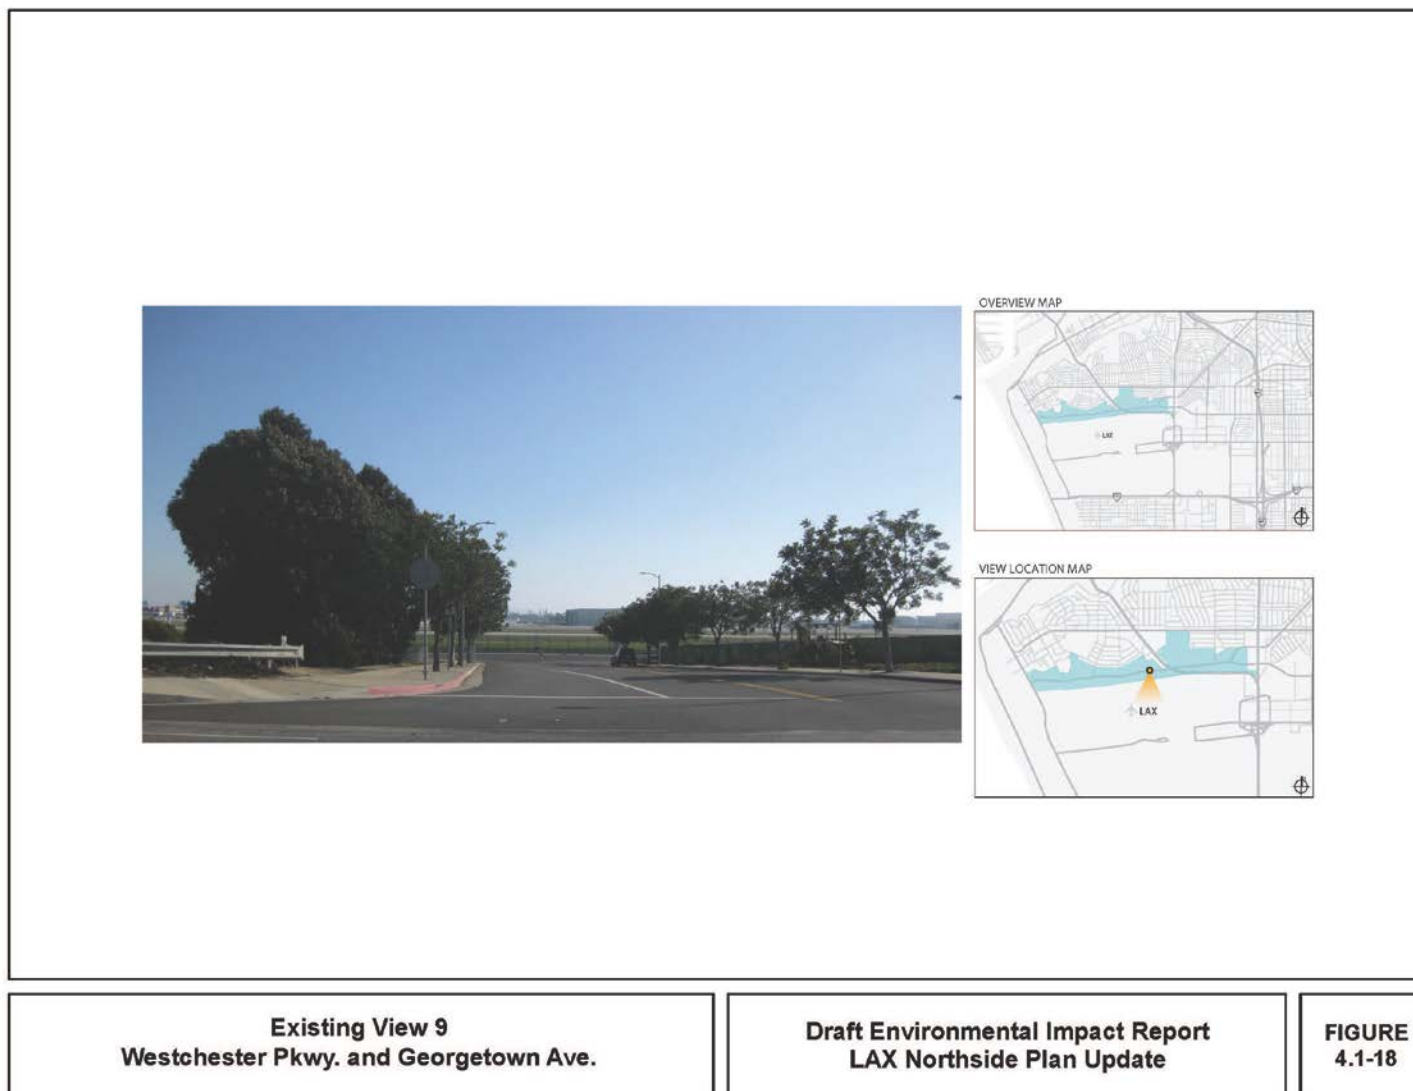 OVERVIEW MAP
LAX
VIEW LOCATION MAP
LAX
Existing View 9
Westchester Pkwy. and Georgetown Ave.
Draft Environmental Impact Report
LAX Northside Plan Update
FIGURE
4.1-18